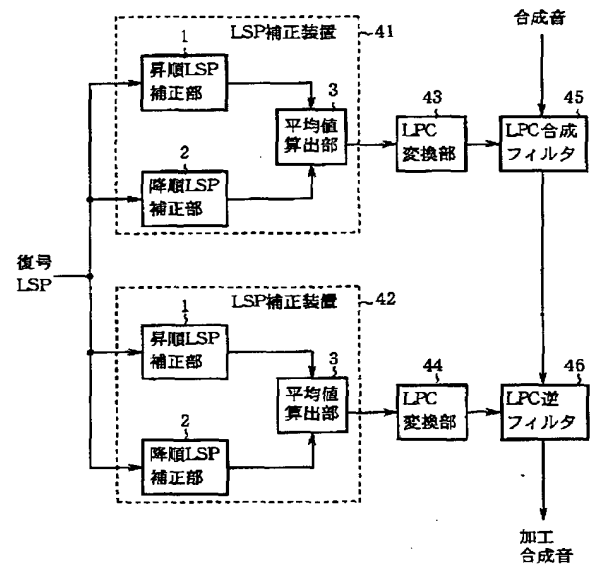 LSP補正装置
41
合成音
1
昇順LSP
補正部
3
平均値
算出部
43
LPC
変換部
45
LPC合成
フィルタ
2
降順LSP
補正部
復号
LSP
LSP補正装置
42
1
昇順LSP
補正部
3
平均値
算出部
44
LPC
変換部
46
LPC逆
フィルタ
2
降順LSP
補正部
加工
合成音